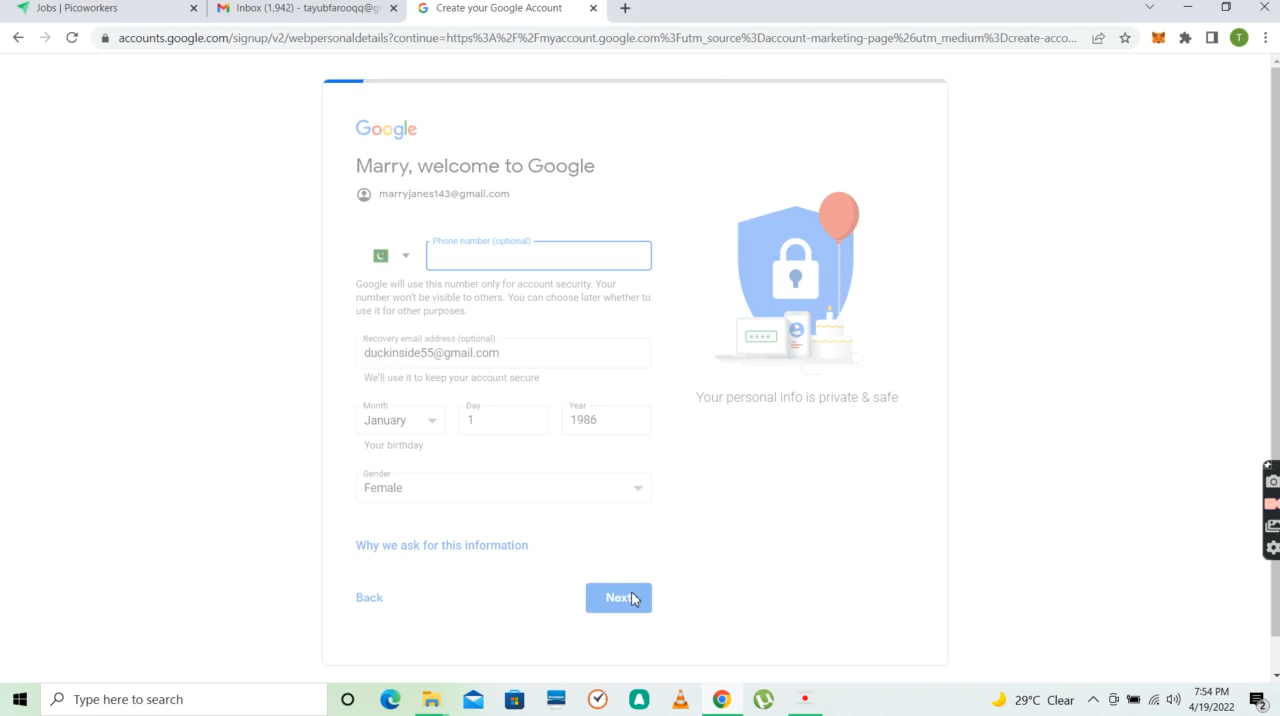 Jobs | Picoworkers
Inbox (1,942) - tayubfarooqq@g
Create your Google Account
accounts.google.com/signup/v2/webpersonaldetails?continue=https%3A%2F%2Fmyaccount.google.com%3Futm_source%3Daccount-marketing-page%26utm_medium%3Dcreate-acco...
T
Google
Marry, welcome to Google
marryjanes143@gmail.com
Phone number (optional)
Google will use this number only for account security. Your
number won't be visible to others. You can choose later whether to
use it for other purposes.
Recovery email address (optional)
duckinside55@gmail.com
We'll use it to keep your account secure
Your personal info is private & safe
Month
Day
Year
January
1
1986
Your birthday
Gender
Female
Why we ask for this information
Back
Next
Type here to search
29°C Clear
7:54 PM
4/19/2022
2